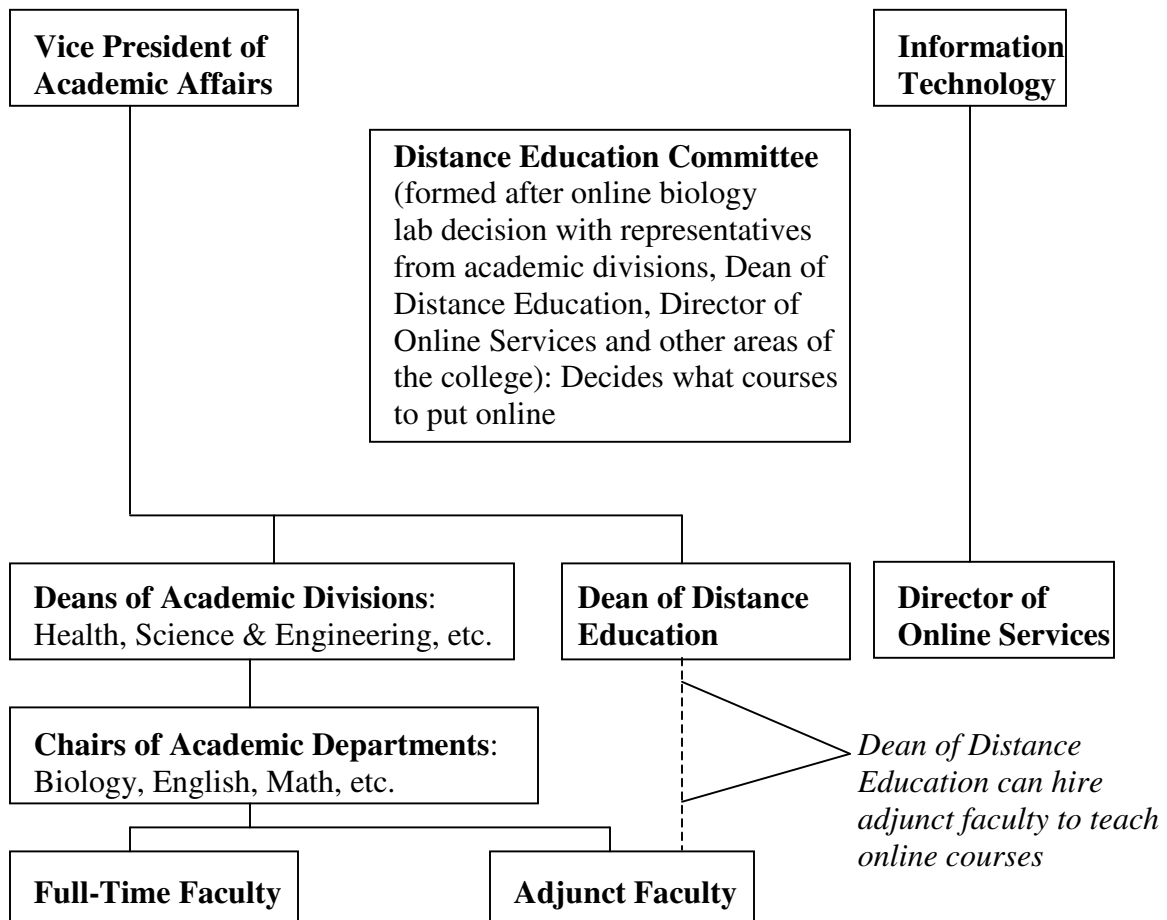 Vice President of
Academic Affairs
Information
Technology
Distance Education Committee
(formed after online biology
lab decision with representatives
from academic divisions, Dean of
Distance Education, Director of
Online Services and other areas of
the college): Decides what courses
to put online
Deans of Academic Divisions:
Health, Science & Engineering, etc.
Dean of Distance
Education
Director of
Online Services
Chairs of Academic Departments:
Biology, English, Math, etc.
Dean of Distance
Education can hire
adjunct faculty to teach
online courses
Full-Time Faculty
Adjunct Faculty